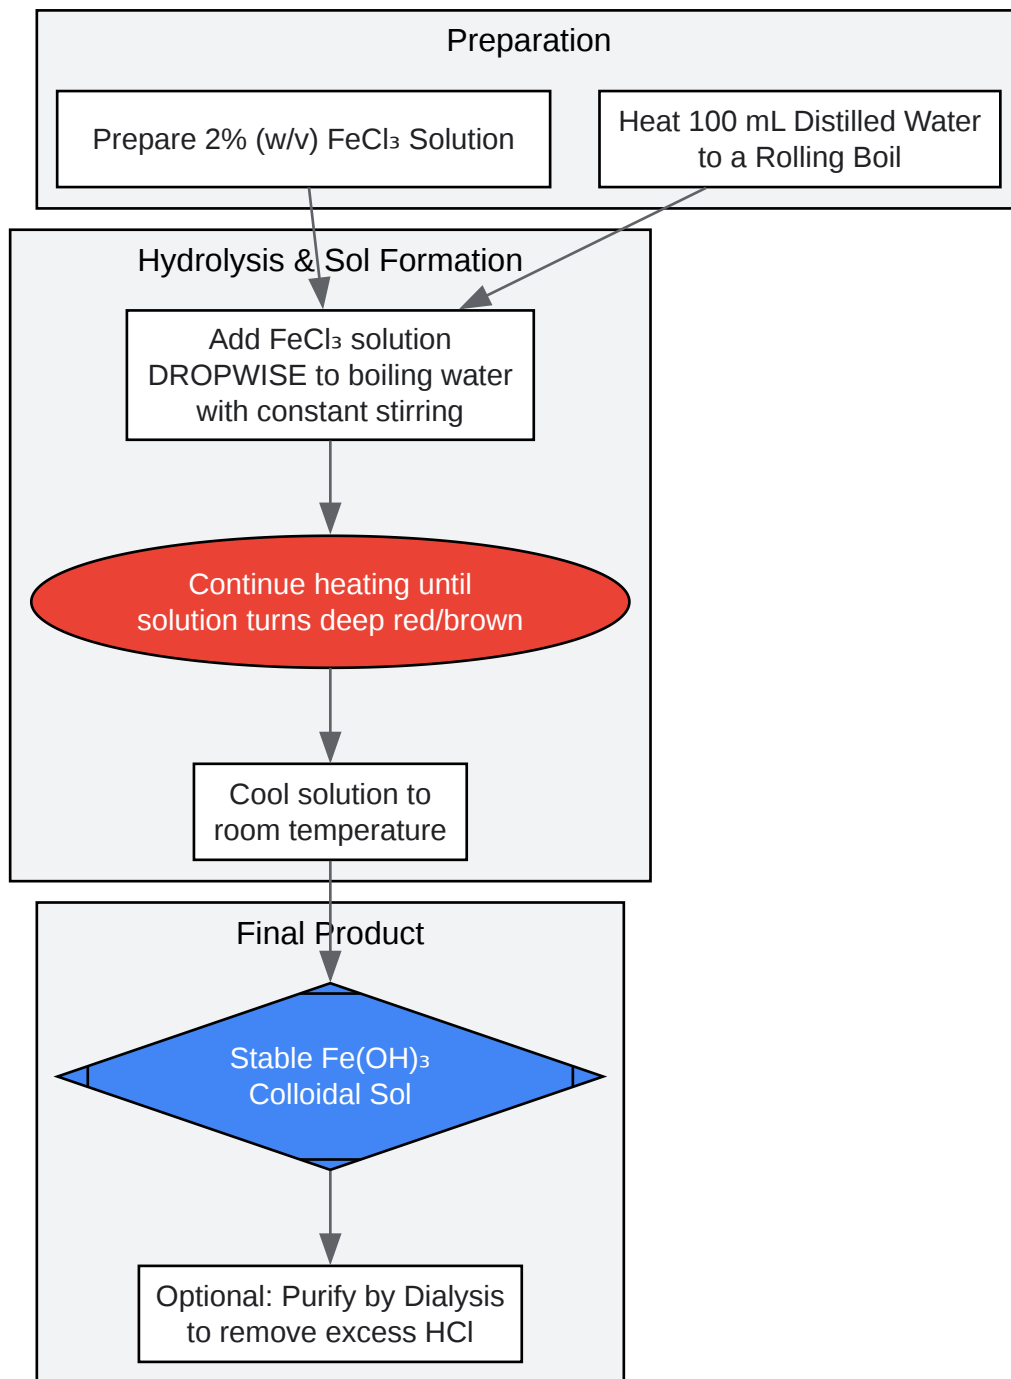 Preparation
Prepare 2% (w/v) FeCl₃ Solution
Heat 100 mL Distilled Water
to a Rolling Boil
Hydrolysis & Sol Formation
Add FeCl₃ solution
DROPWISE to boiling water
with constant stirring
Continue heating until
solution turns deep red/brown
Cool solution to
room temperature
Final Product
Stable Fe(OH)₃
Colloidal Sol
Optional: Purify by Dialysis
to remove excess HCl